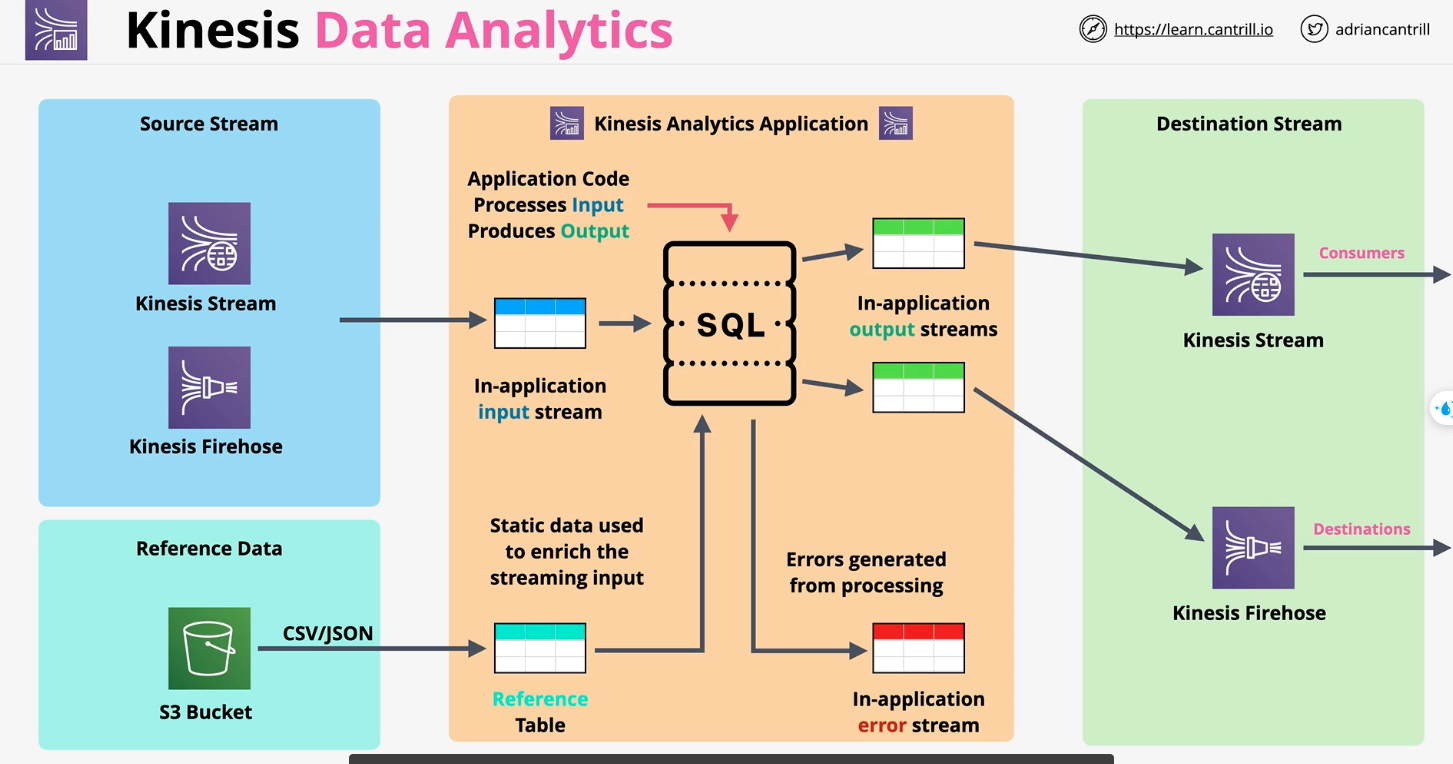 Kinesis Data Analytics
https://learn.cantrill.io
adriancantrill
Source Stream
Kinesis Stream
Kinesis Firehose
Reference Data
CSV/JSON
S3 Bucket
Kinesis Analytics Application
Application Code
Processes Input
Produces Output
SQL
In-application
input stream
In-application
output streams
Static data used
to enrich the
streaming input
Errors generated
from processing
Reference
Table
In-application
error stream
Destination Stream
Consumers
Kinesis Stream
Destinations
Kinesis Firehose